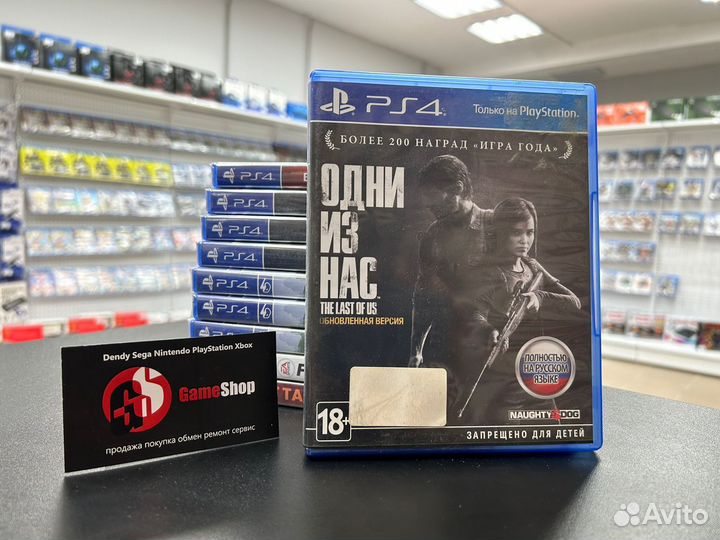 PS4
Только на PlayStation.
БОЛЕЕ 200 НАГРАД «ИГРА ГОДА»
ОДНИ
ИЗ
НАС
THE LAST OF US
ОБНОВЛЕННАЯ ВЕРСИЯ
ПОЛНОСТЬЮ
НА РУССКОМ
ЯЗЫКЕ
NAUGHTY DOG
18+
ЗАПРЕЩЕНО ДЛЯ ДЕТЕЙ
PS4
PS4
PS4
PS4
PS4
PS4
Dendy Sega Nintendo PlayStation Xbox
GameShop
продажа покупка обмен ремонт сервис
Avito